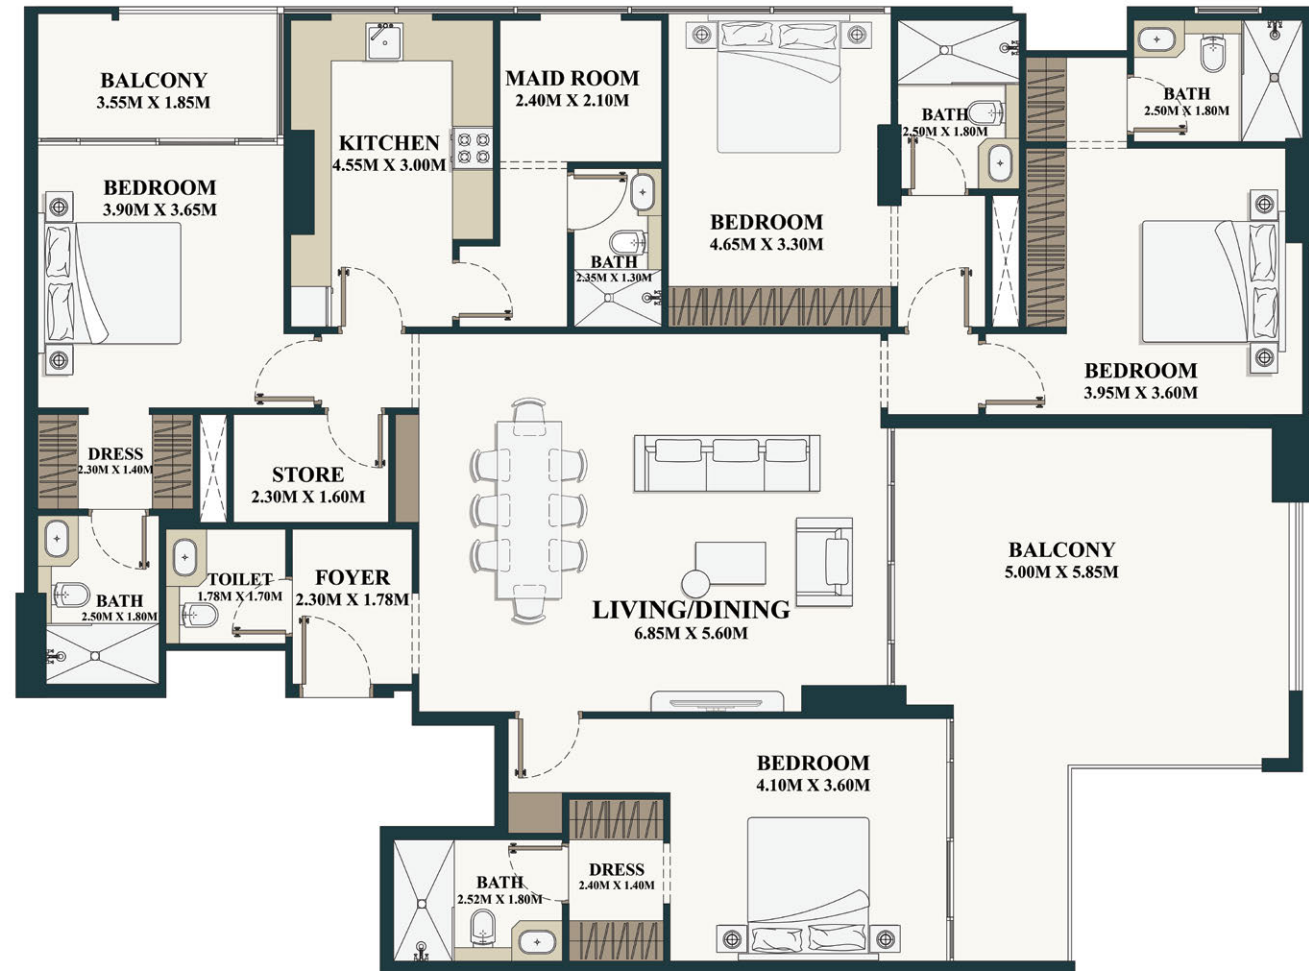 BALCONY
3.55M X 1.85M
KITCHEN
4.55M X 3.00M
MAID ROOM
2.40M X 2.10M
BATH
2.50M X 1.80M
BATH
2.50M X 1.80M
BEDROOM
3.90M X 3.65M
BEDROOM
4.65M X 3.30M
BATH
2.35M X 1.30M
BEDROOM
3.95M X 3.60M
DRESS
2.30M X 1.40M
STORE
2.30M X 1.60M
BALCONY
5.00M X 5.85M
TOILET
1.78M X 1.70M
FOYER
2.30M X 1.78M
BATH
2.50M X 1.80M
LIVING/DINING
6.85M X 5.60M
BEDROOM
4.10M X 3.60M
DRESS
2.40M X 1.40M
BATH
2.52M X 1.80M